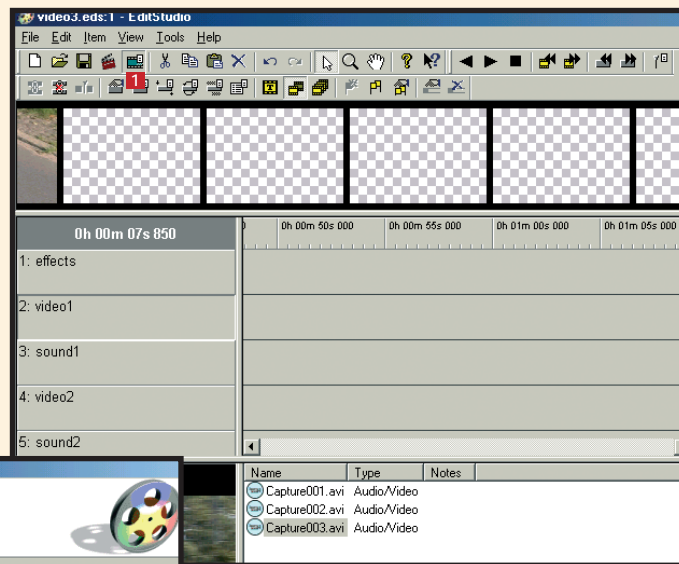 video3.eds:1 - EditStudio
File Edit Item View Tools Help
1
0h 00m 07s 850
0h 00m 50s 000 0h 00m 55s 000 0h 01m 00s 000 0h 01m 05s 000
1: effects
2: video1
3: sound1
4: video2
5: sound2
Name Type Notes
Capture001.avi Audio/Video
Capture002.avi Audio/Video
Capture003.avi Audio/Video